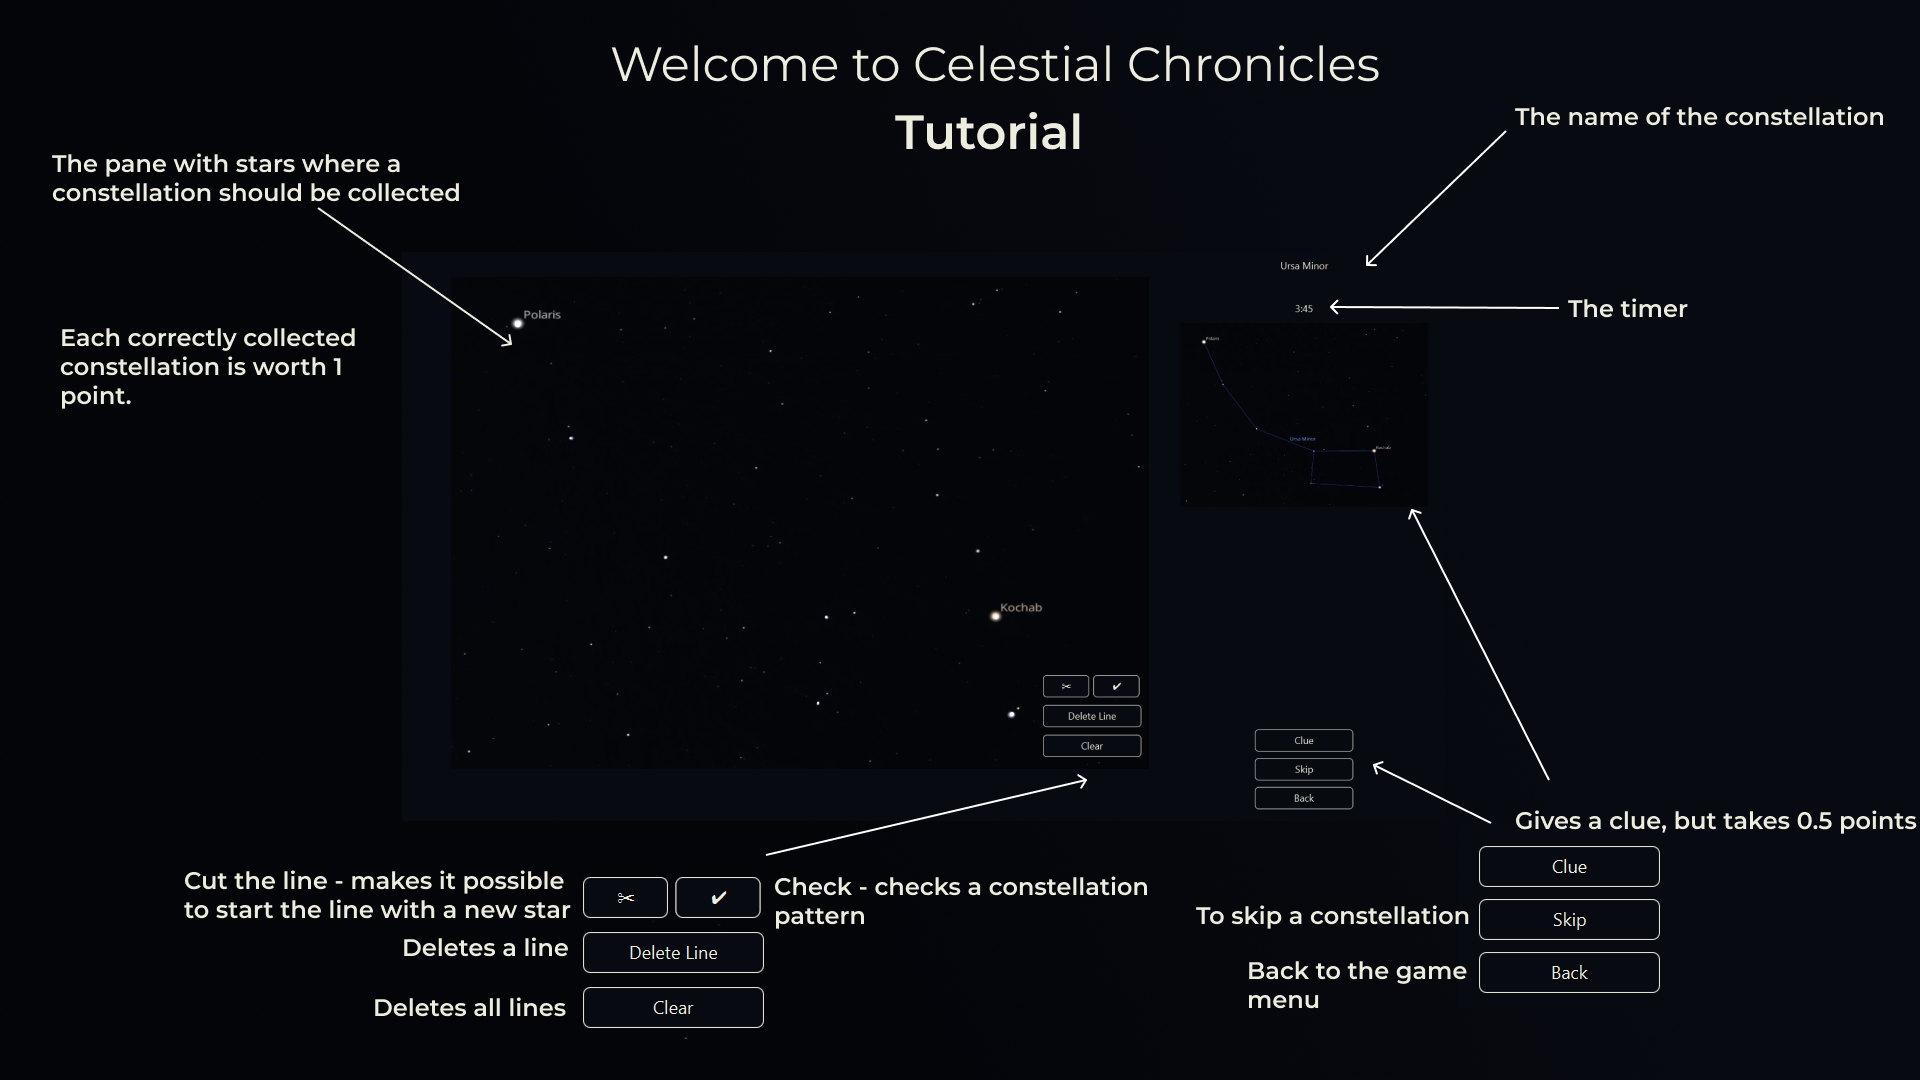 Welcome to Celestial Chronicles
Tutorial
The name of the constellation
The pane with stars where a
constellation should be collected
Ursa Minor
3:45
The timer
Polaris
Each correctly collected
constellation is worth 1
point.
Polaris
Ursa Minor
Kochab
Kochab
✂ ✔
Delete Line
Clear
Clue
Skip
Back
Gives a clue, but takes 0.5 points
Clue
To skip a constellation
Skip
Back to the game
menu
Back
Cut the line - makes it possible
to start the line with a new star
✂ ✔
Check - checks a constellation
pattern
Deletes a line
Delete Line
Deletes all lines
Clear